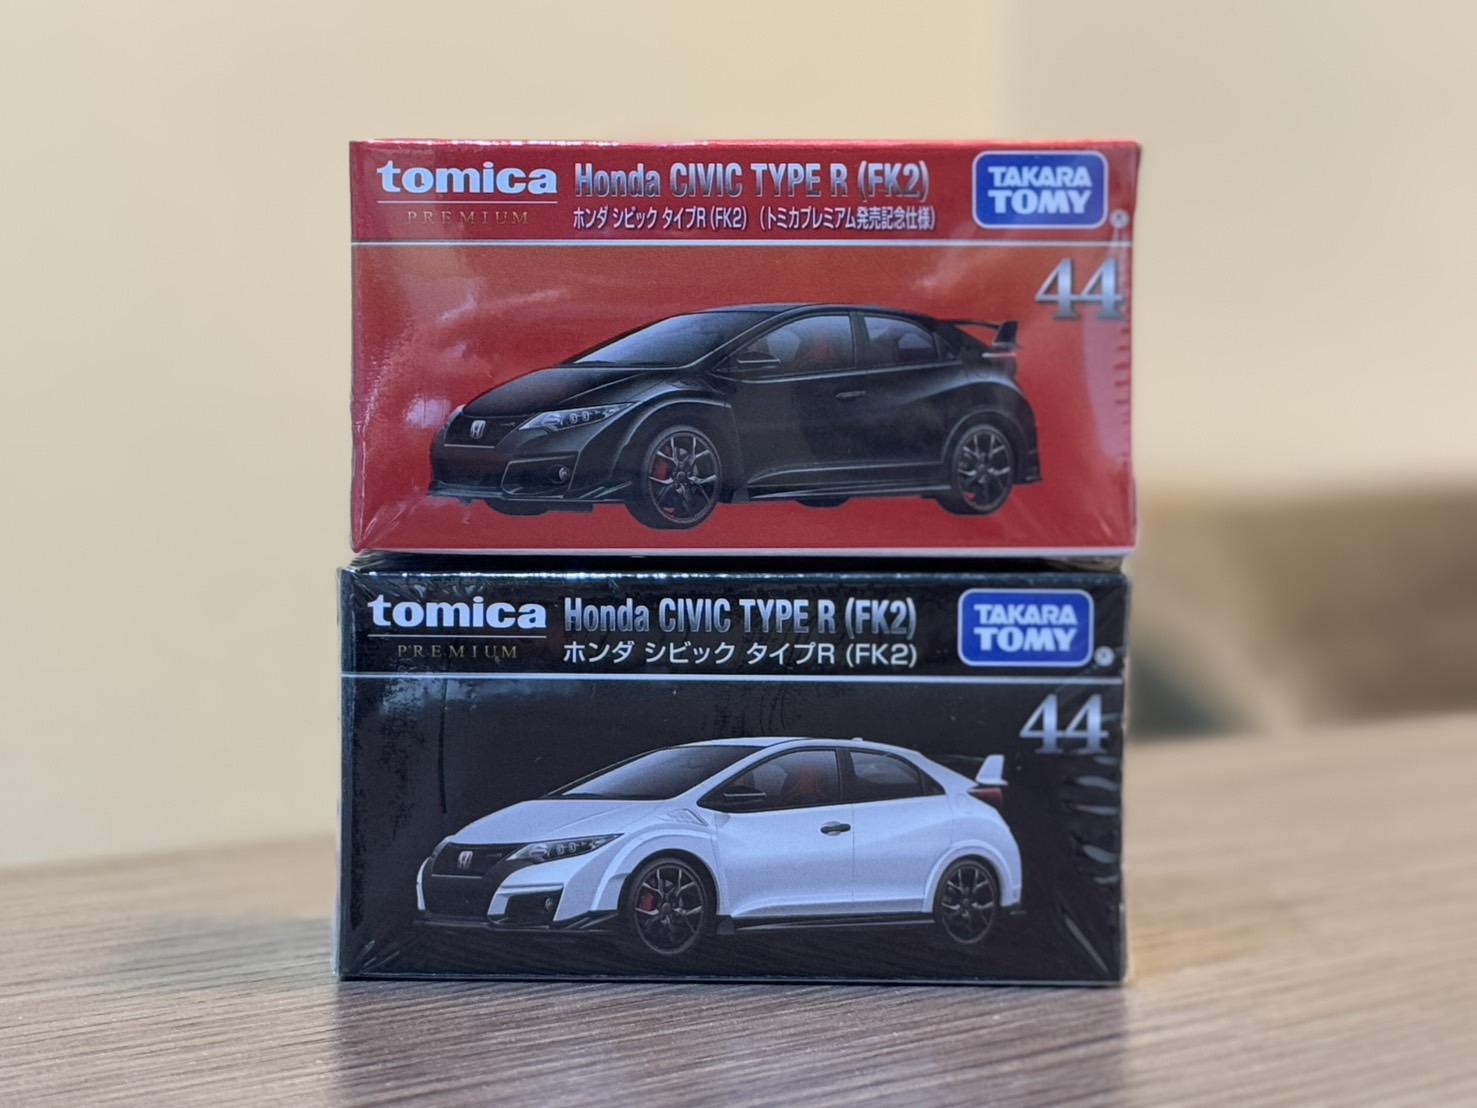 tomica
PREMIUM
Honda CIVIC TYPE R (FK2)
ホンダ シビック タイプR (FK2) (トミカプレミアム発売記念仕様)
TAKARA
TOMY
44
tomica
PREMIUM
Honda CIVIC TYPE R (FK2)
ホンダ シビック タイプR (FK2)
TAKARA
TOMY
44